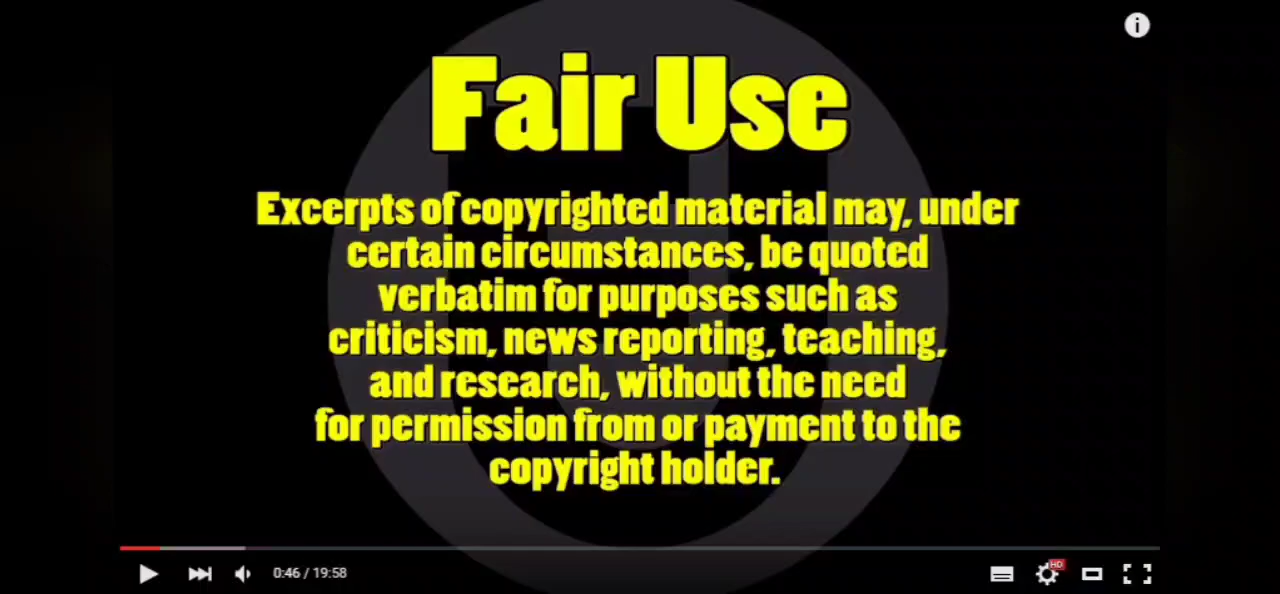 Fair Use
Excerpts of copyrighted material may, under
certain circumstances, be quoted
verbatim for purposes such as
criticism, news reporting, teaching,
and research, without the need
for permission from or payment to the
copyright holder.
0:46 / 19:58
HD